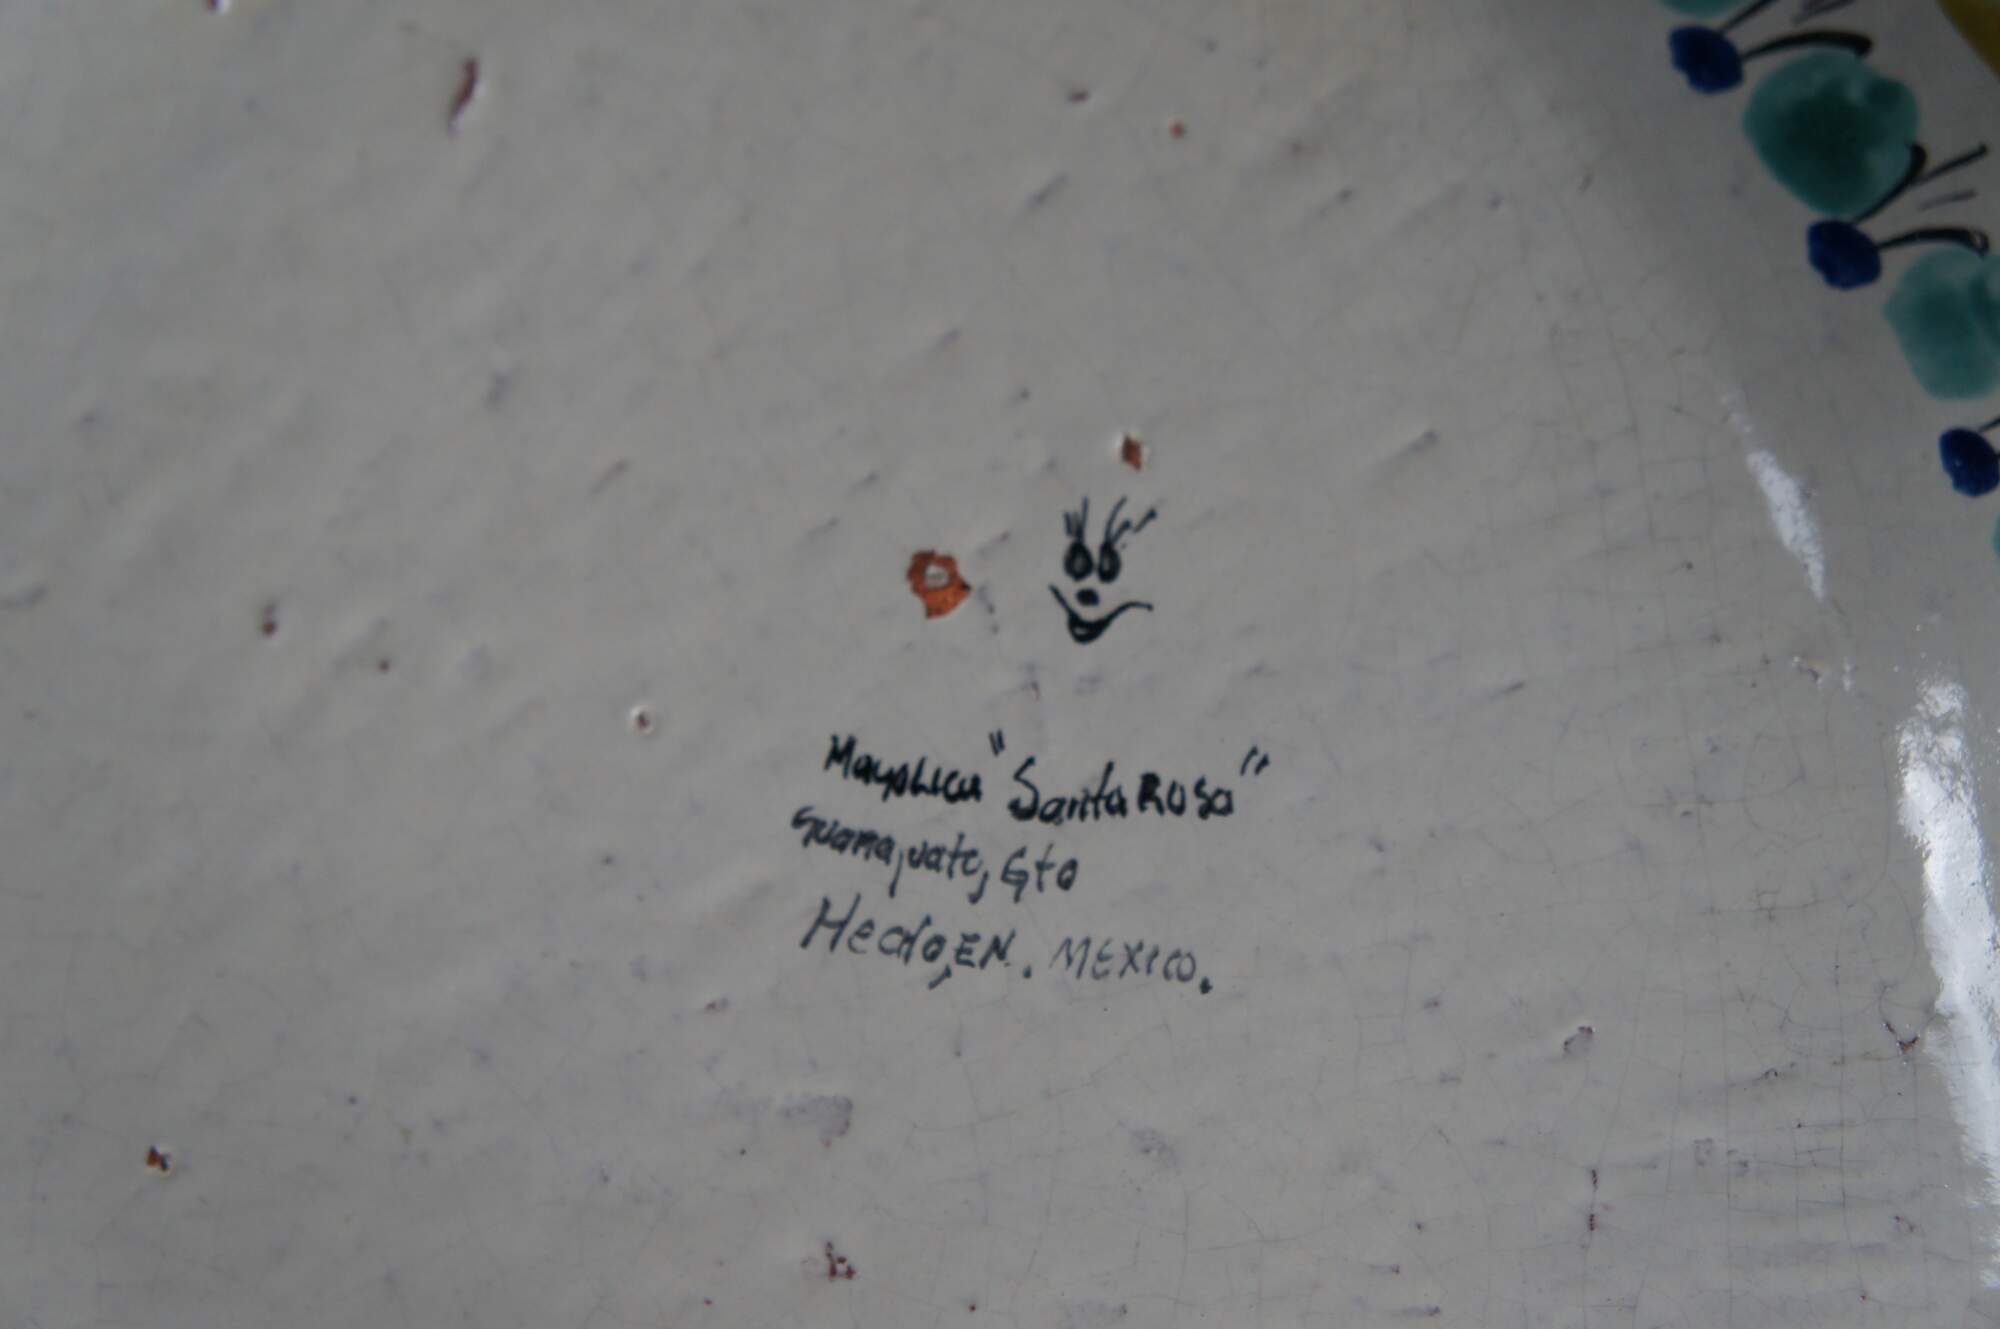 Mayolica "Santa Rosa"
Guanajuato, Gto
Hecho, EN. MEXICO.